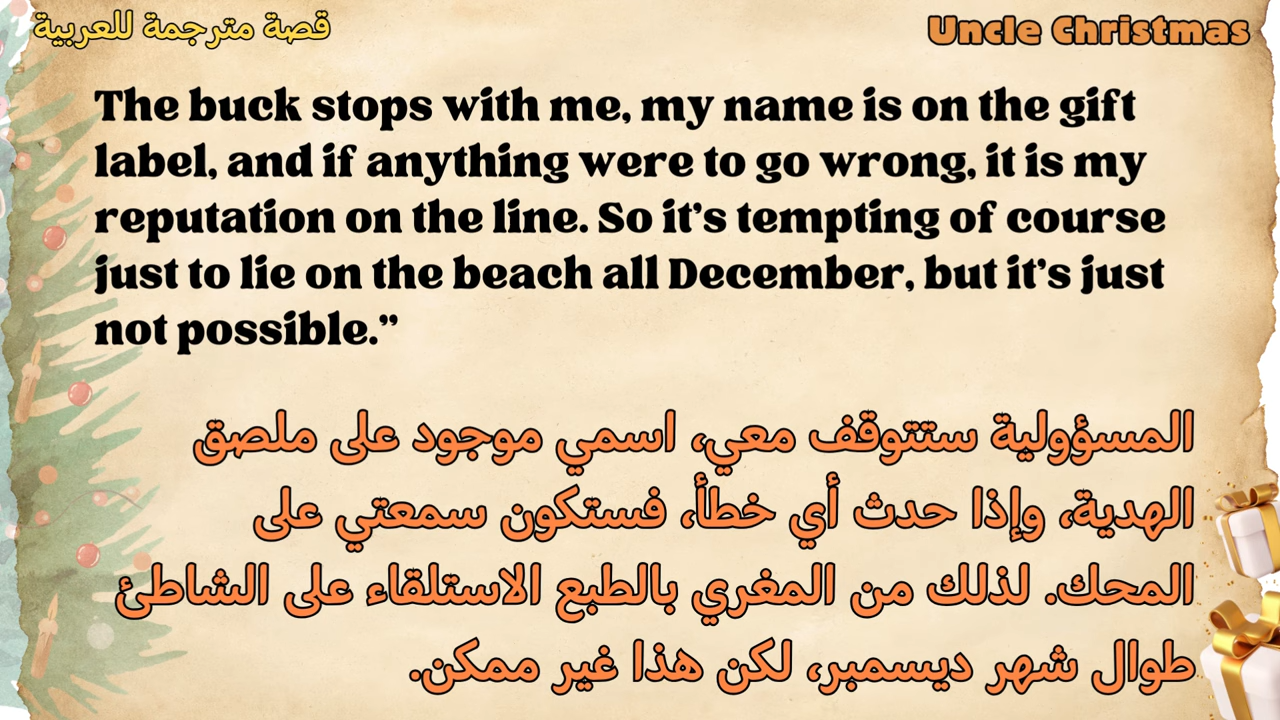 قصة مترجمة للعربية
Uncle Christmas
The buck stops with me, my name is on the gift
label, and if anything were to go wrong, it is my
reputation on the line. So it’s tempting of course
just to lie on the beach all December, but it’s just
not possible.”
المسؤولية ستتوقف معي، اسمي موجود على ملصق
الهدية، وإذا حدث أي خطأ، فستكون سمعتي على
المحك. لذلك من المغري بالطبع الاستلقاء على الشاطئ
طوال شهر ديسمبر، لكن هذا غير ممكن.